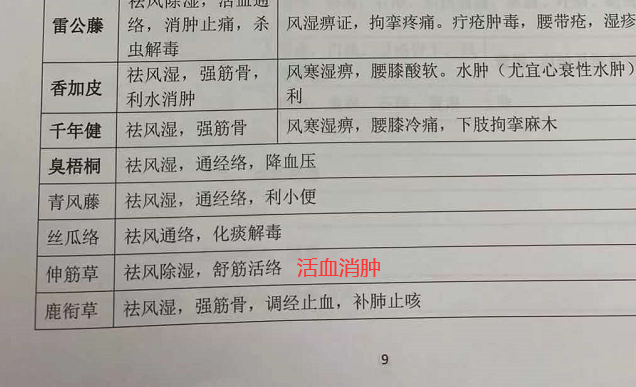 祛风除湿，活血通
雷公藤 络，消肿止痛，杀 风湿痹证，拘挛疼痛。疔疮肿毒，腰带疮，湿疹
虫解毒
香加皮 祛风湿，强筋骨， 风寒湿痹，腰膝酸软。水肿（尤宜心衰性水肿）
利水消肿 利
千年健 祛风湿，强筋骨 风寒湿痹，腰膝冷痛，下肢拘挛麻木
臭梧桐 祛风湿，通经络，降血压
青风藤 祛风湿，通经络，利小便
丝瓜络 祛风通络，化痰解毒
伸筋草 祛风除湿，舒筋活络 活血消肿
鹿衔草 祛风湿，强筋骨，调经止血，补肺止咳
9